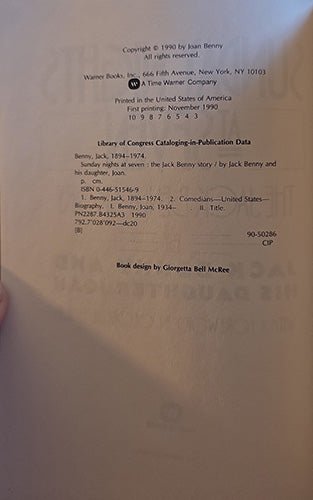 Copyright © 1990 by Joan Benny
All rights reserved.
Warner Books, Inc., 666 Fifth Avenue, New York, NY 10103
W A Time Warner Company
Printed in the United States of America
First printing: November 1990
10 9 8 7 6 5 4 3
Library of Congress Cataloging-in-Publication Data
Benny, Jack, 1894–1974.
Sunday nights at seven : the Jack Benny story / by Jack Benny and
his daughter, Joan.
p. cm.
ISBN 0-446-51546-9
1. Benny, Jack, 1894–1974. 2. Comedians—United States—
Biography. I. Benny, Joan, 1934– . II. Title.
PN2287.B4325A3 1990
792.7'028'092—dc20
[B] 90-50286
CIP
Book design by Giorgetta Bell McRee